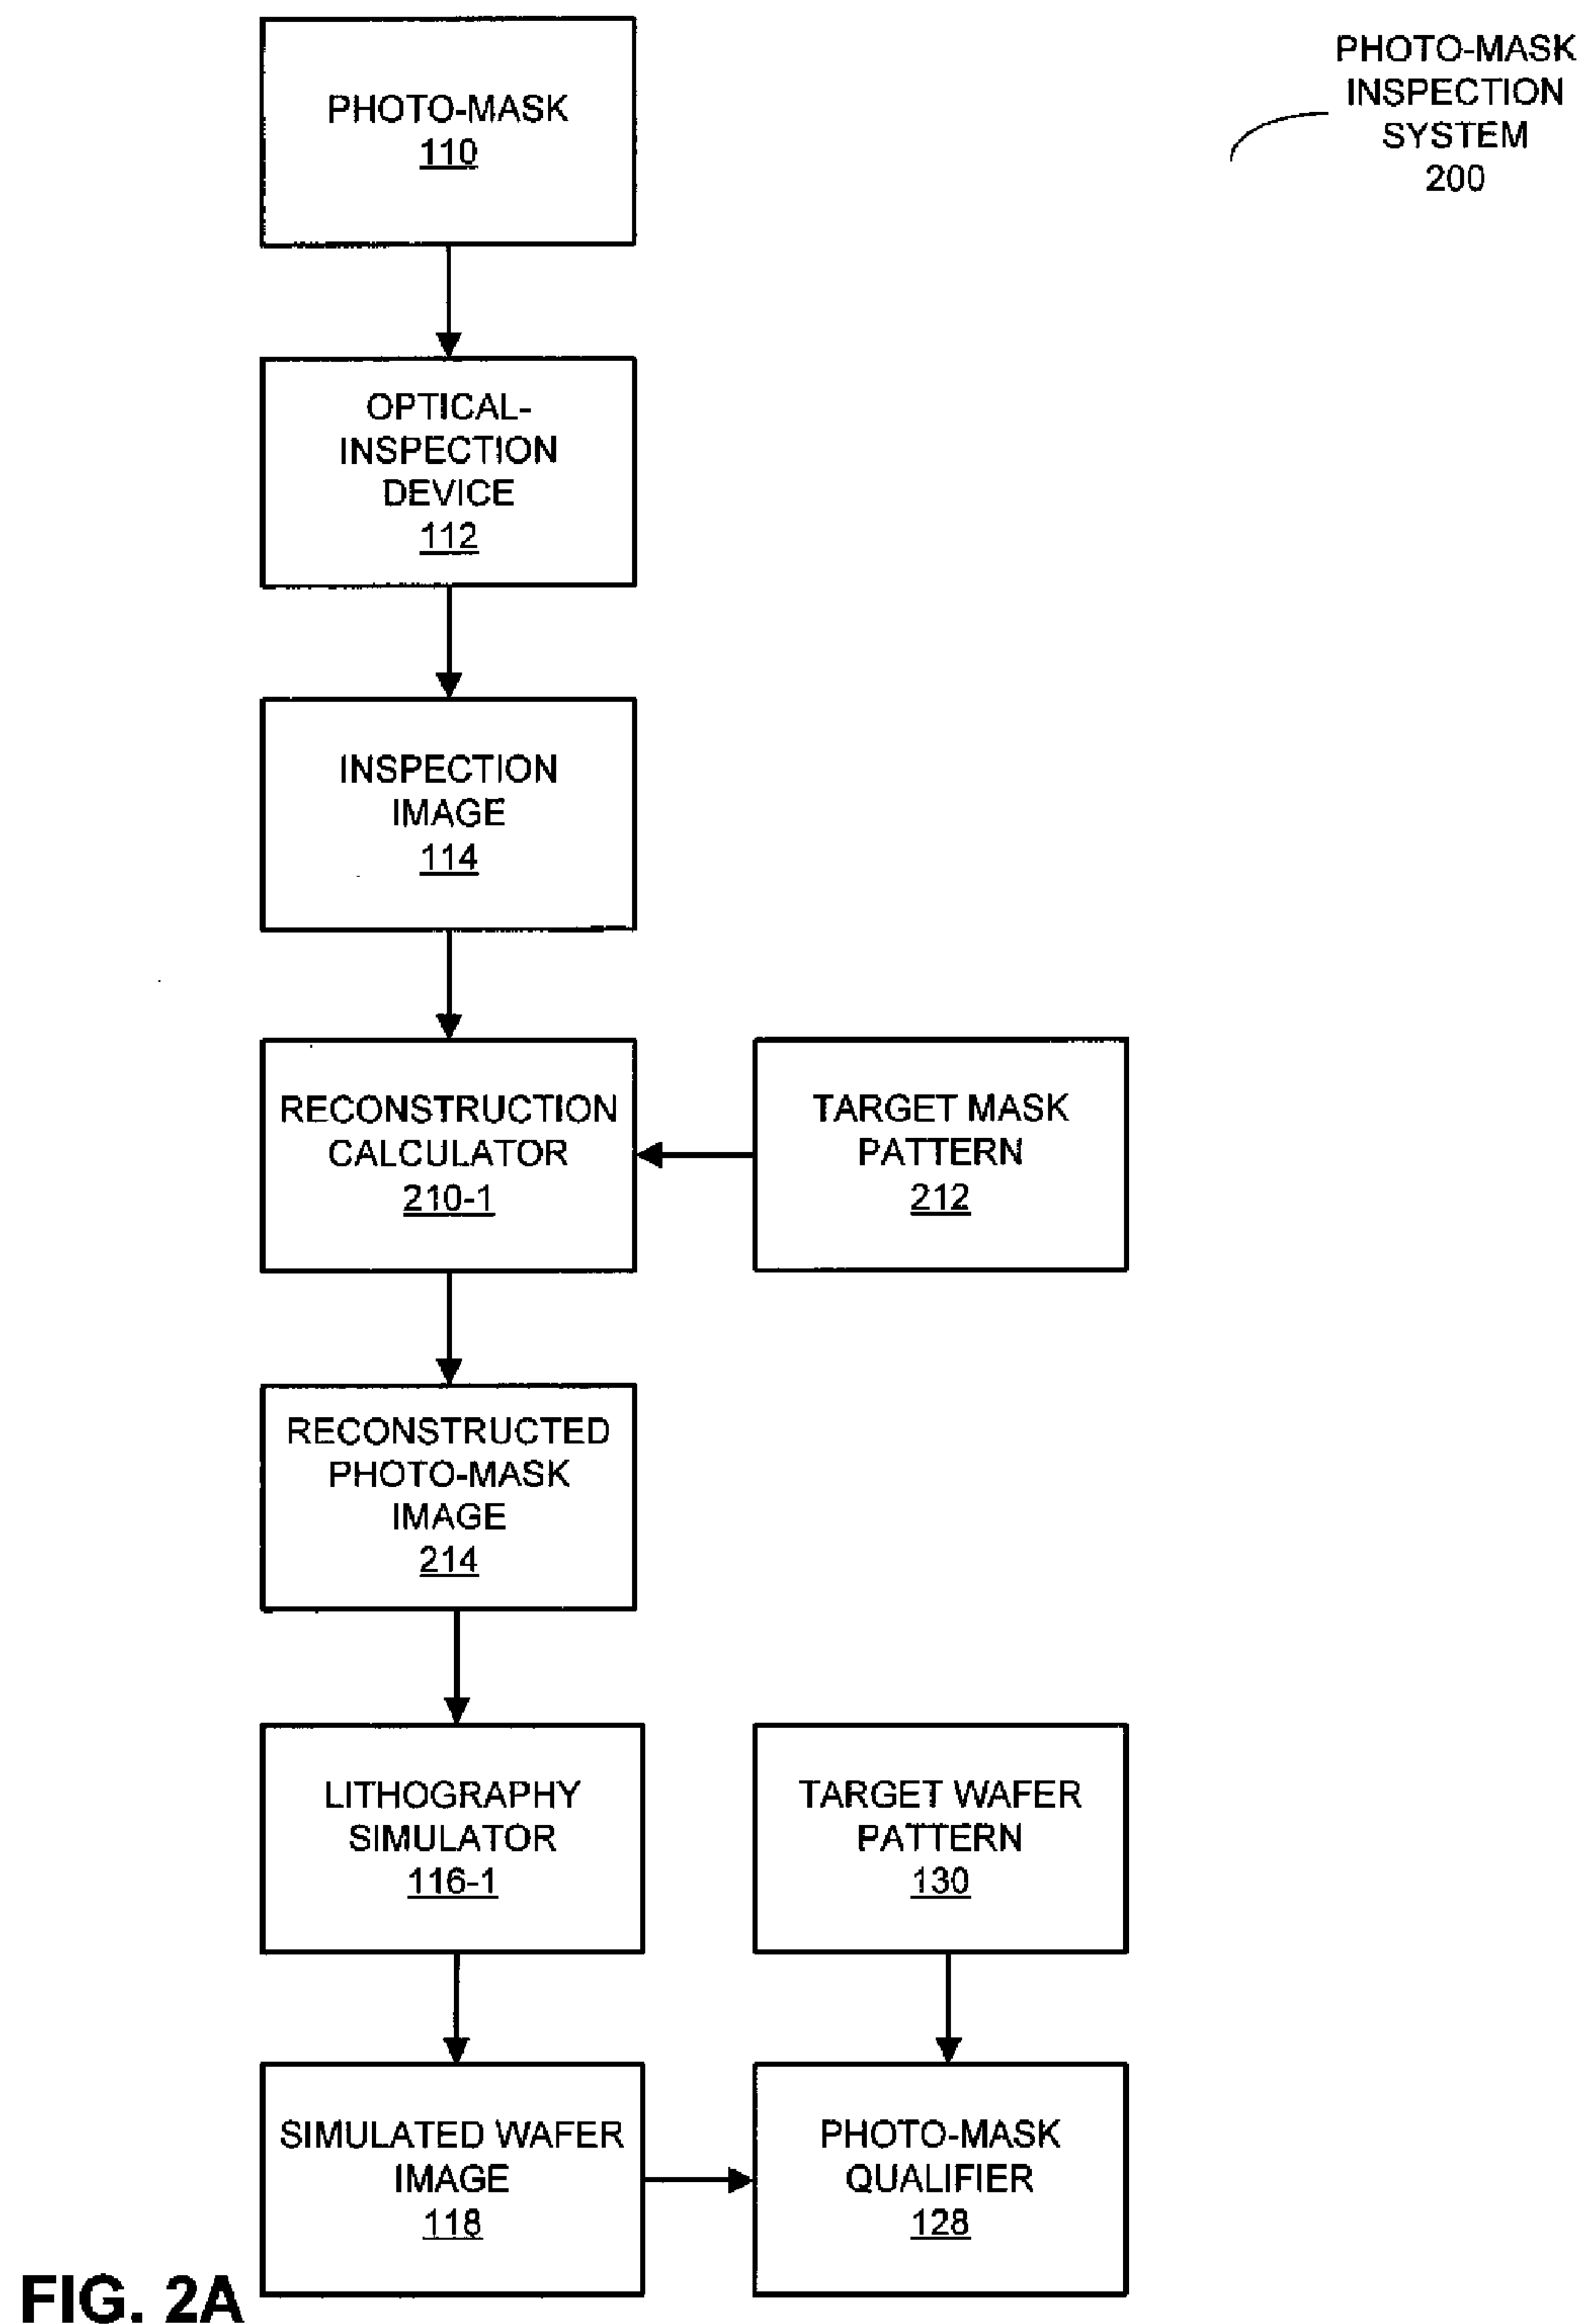 PHOTO-MASK
110
PHOTO-MASK
INSPECTION
SYSTEM
200
OPTICAL-
INSPECTION
DEVICE
112
INSPECTION
IMAGE
114
RECONSTRUCTION
CALCULATOR
210-1
TARGET MASK
PATTERN
212
RECONSTRUCTED
PHOTO-MASK
IMAGE
214
LITHOGRAPHY
SIMULATOR
116-1
TARGET WAFER
PATTERN
130
SIMULATED WAFER
IMAGE
118
PHOTO-MASK
QUALIFIER
128
FIG. 2A